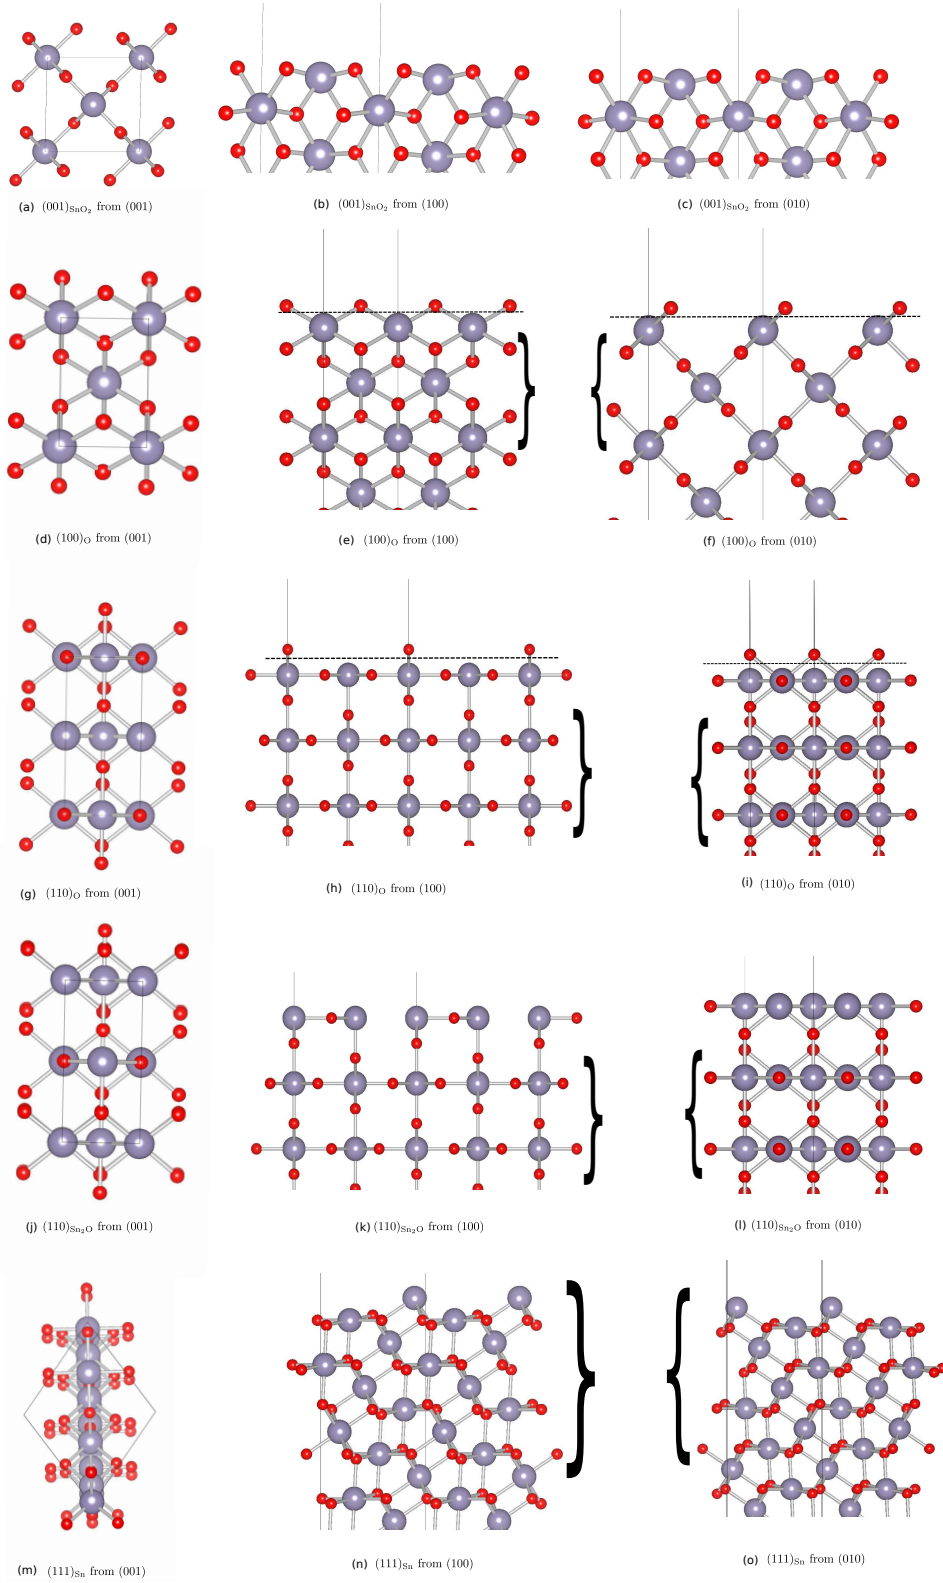 (a) (001)SnO₂ from (001)
(b) (001)SnO₂ from (100)
(c) (001)SnO₂ from (010)
(d) (100)O from (001)
(e) (100)O from (100)
(f) (100)O from (010)
(g) (110)O from (001)
(h) (110)O from (100)
(i) (110)O from (010)
(j) (110)Sn₂O from (001)
(k) (110)Sn₂O from (100)
(l) (110)Sn₂O from (010)
(m) (111)Sn from (001)
(n) (111)Sn from (100)
(o) (111)Sn from (010)